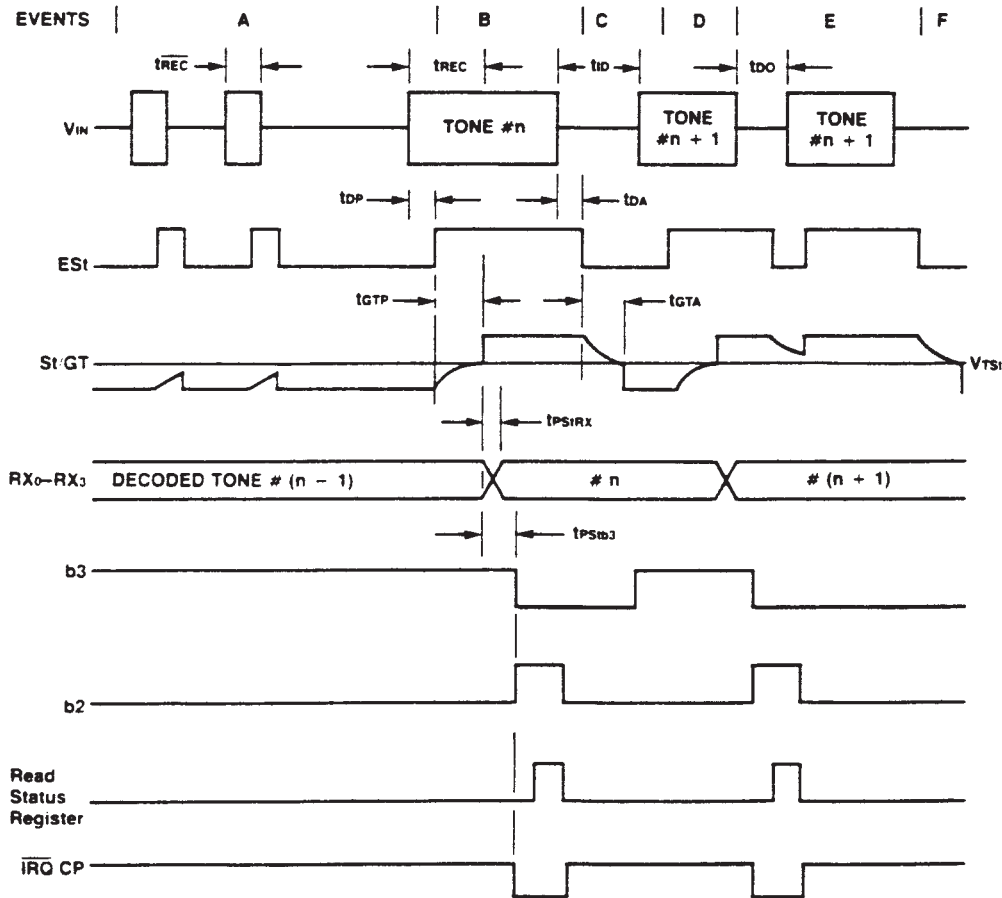 EVENTS A B C D E F
tREC tREC tID tDO
VIN TONE #n TONE #n + 1 TONE #n + 1
tDP tDA
ESt
tGTP tGTA
St/GT VTSt
tPStRX
RX0–RX3 DECODED TONE # (n – 1) # n # (n + 1)
tPStb3
b3
b2
Read
Status
Register
IRQ CP